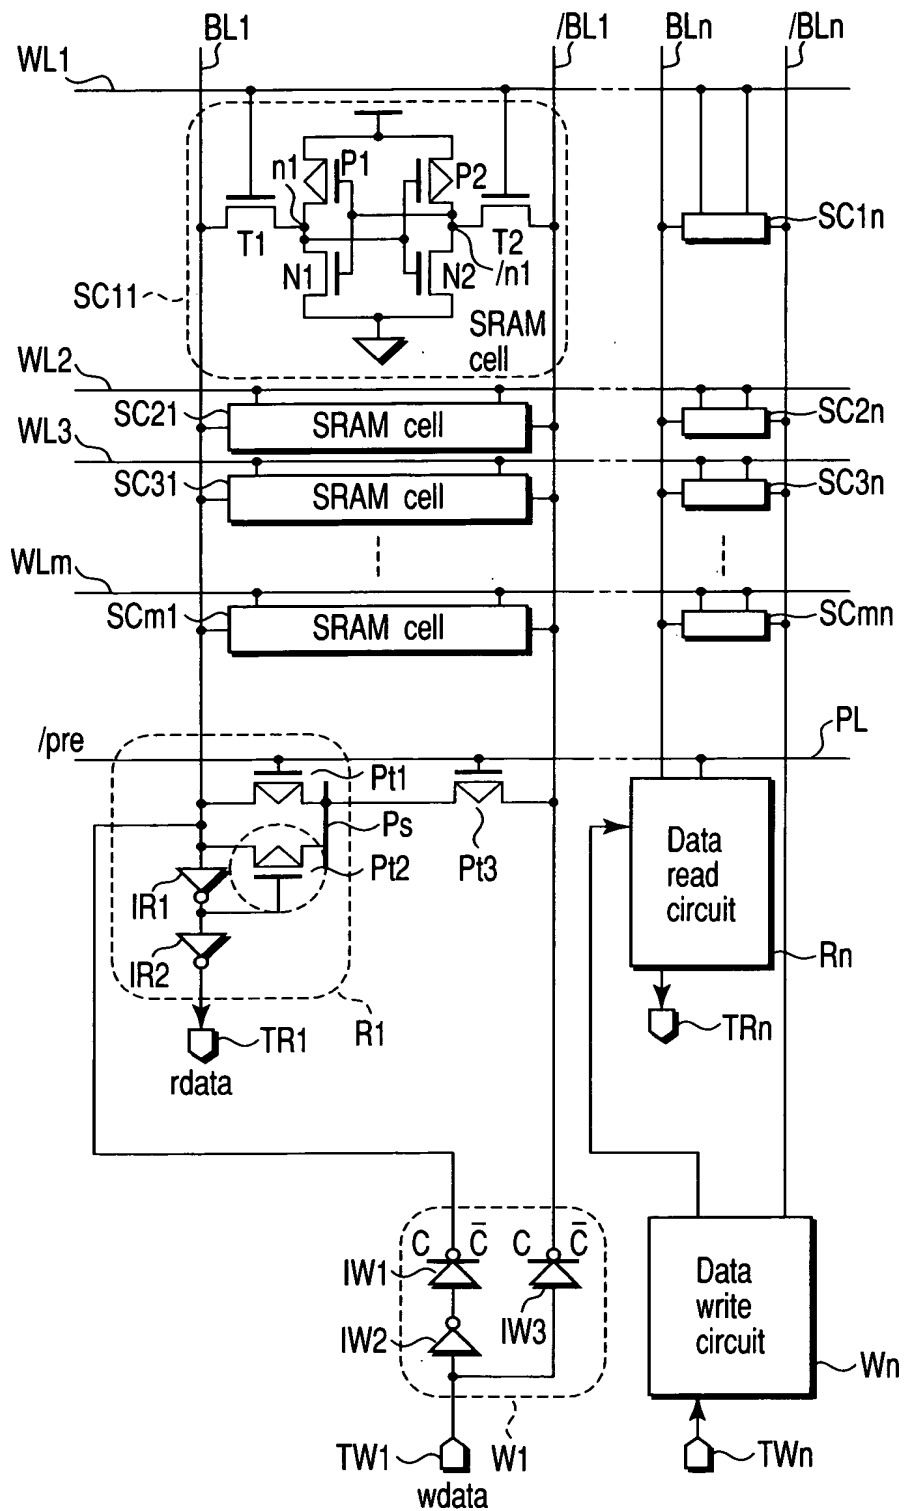 BL1
/BL1
BLn
/BLn
WL1
n1
P1
P2
T1
T2
N1
N2
/n1
SC11
SRAM
cell
SC1n
WL2
SC21
SRAM cell
SC2n
WL3
SC31
SRAM cell
SC3n
WLm
SCm1
SRAM cell
SCmn
/pre
PL
Pt1
Ps
Pt2
Pt3
IR1
IR2
R1
TR1
rdata
Data
read
circuit
Rn
TRn
C C̅ C C̅
IW1
IW2
IW3
W1
TW1
wdata
Data
write
circuit
Wn
TWn